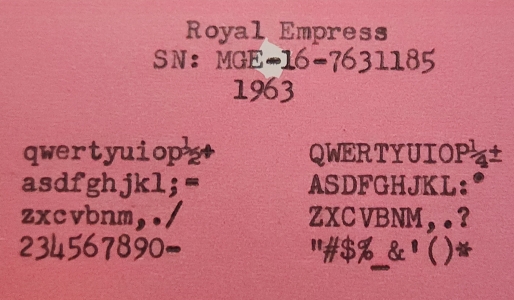 Royal Empress
SN: MGE-16-7631185
1963
qwertyuiop½+
asdfghjkl;=
zxcvbnm,./
234567890-
QWERTYUIOP¼±
ASDFGHJKL:•
ZXCVBNM,.?
"#$%_&'()*